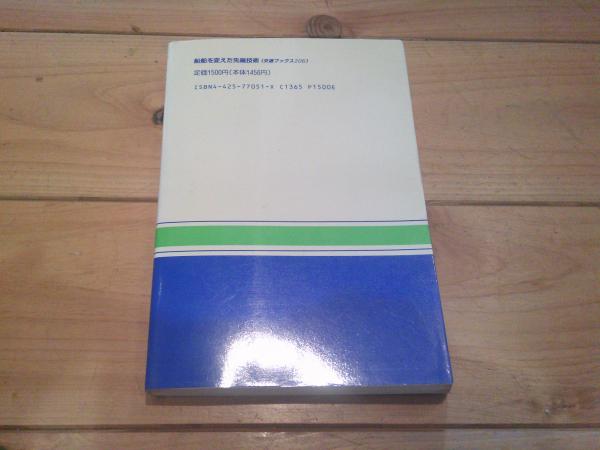 船舶を変えた先端技術（交通ブックス206）
定価1500円（本体1456円）
ISBN4-425-77051-X C1365 P1500E